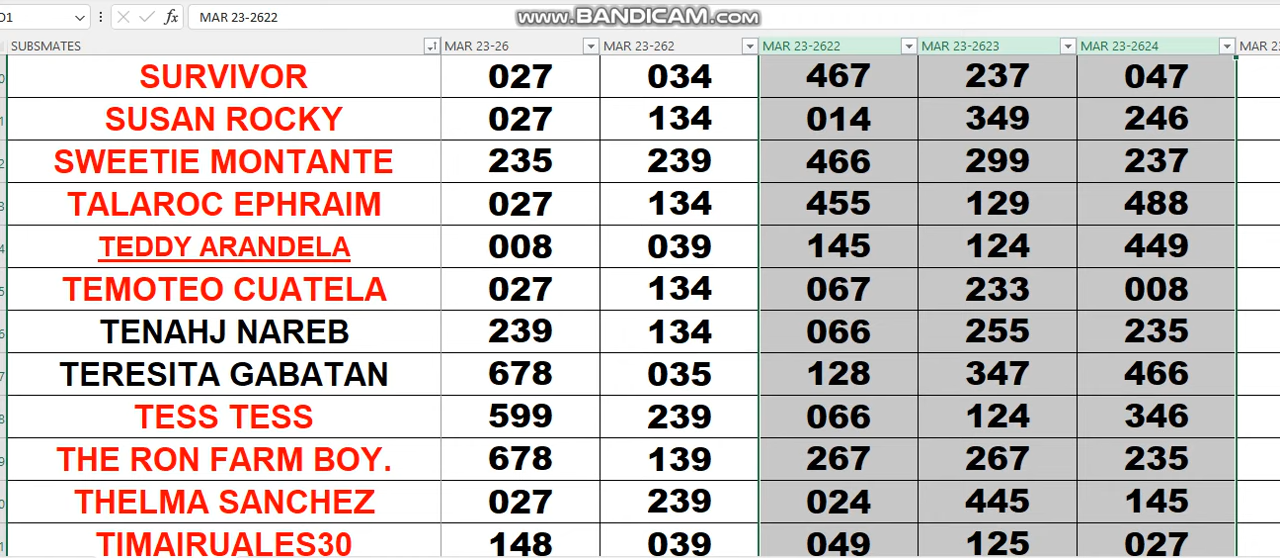 WWW.BANDICAM.COM
fx MAR 23-2622
SUBSMATES MAR 23-26 MAR 23-262 MAR 23-2622 MAR 23-2623 MAR 23-2624
SURVIVOR 027 034 467 237 047
SUSAN ROCKY 027 134 014 349 246
SWEETIE MONTANTE 235 239 466 299 237
TALAROC EPHRAIM 027 134 455 129 488
TEDDY ARANDELA 008 039 145 124 449
TEMOTEO CUATELA 027 134 067 233 008
TENAHJ NAREB 239 134 066 255 235
TERESITA GABATAN 678 035 128 347 466
TESS TESS 599 239 066 124 346
THE RON FARM BOY. 678 139 267 267 235
THELMA SANCHEZ 027 239 024 445 145
TIMAIRUALES30 148 039 049 125 027